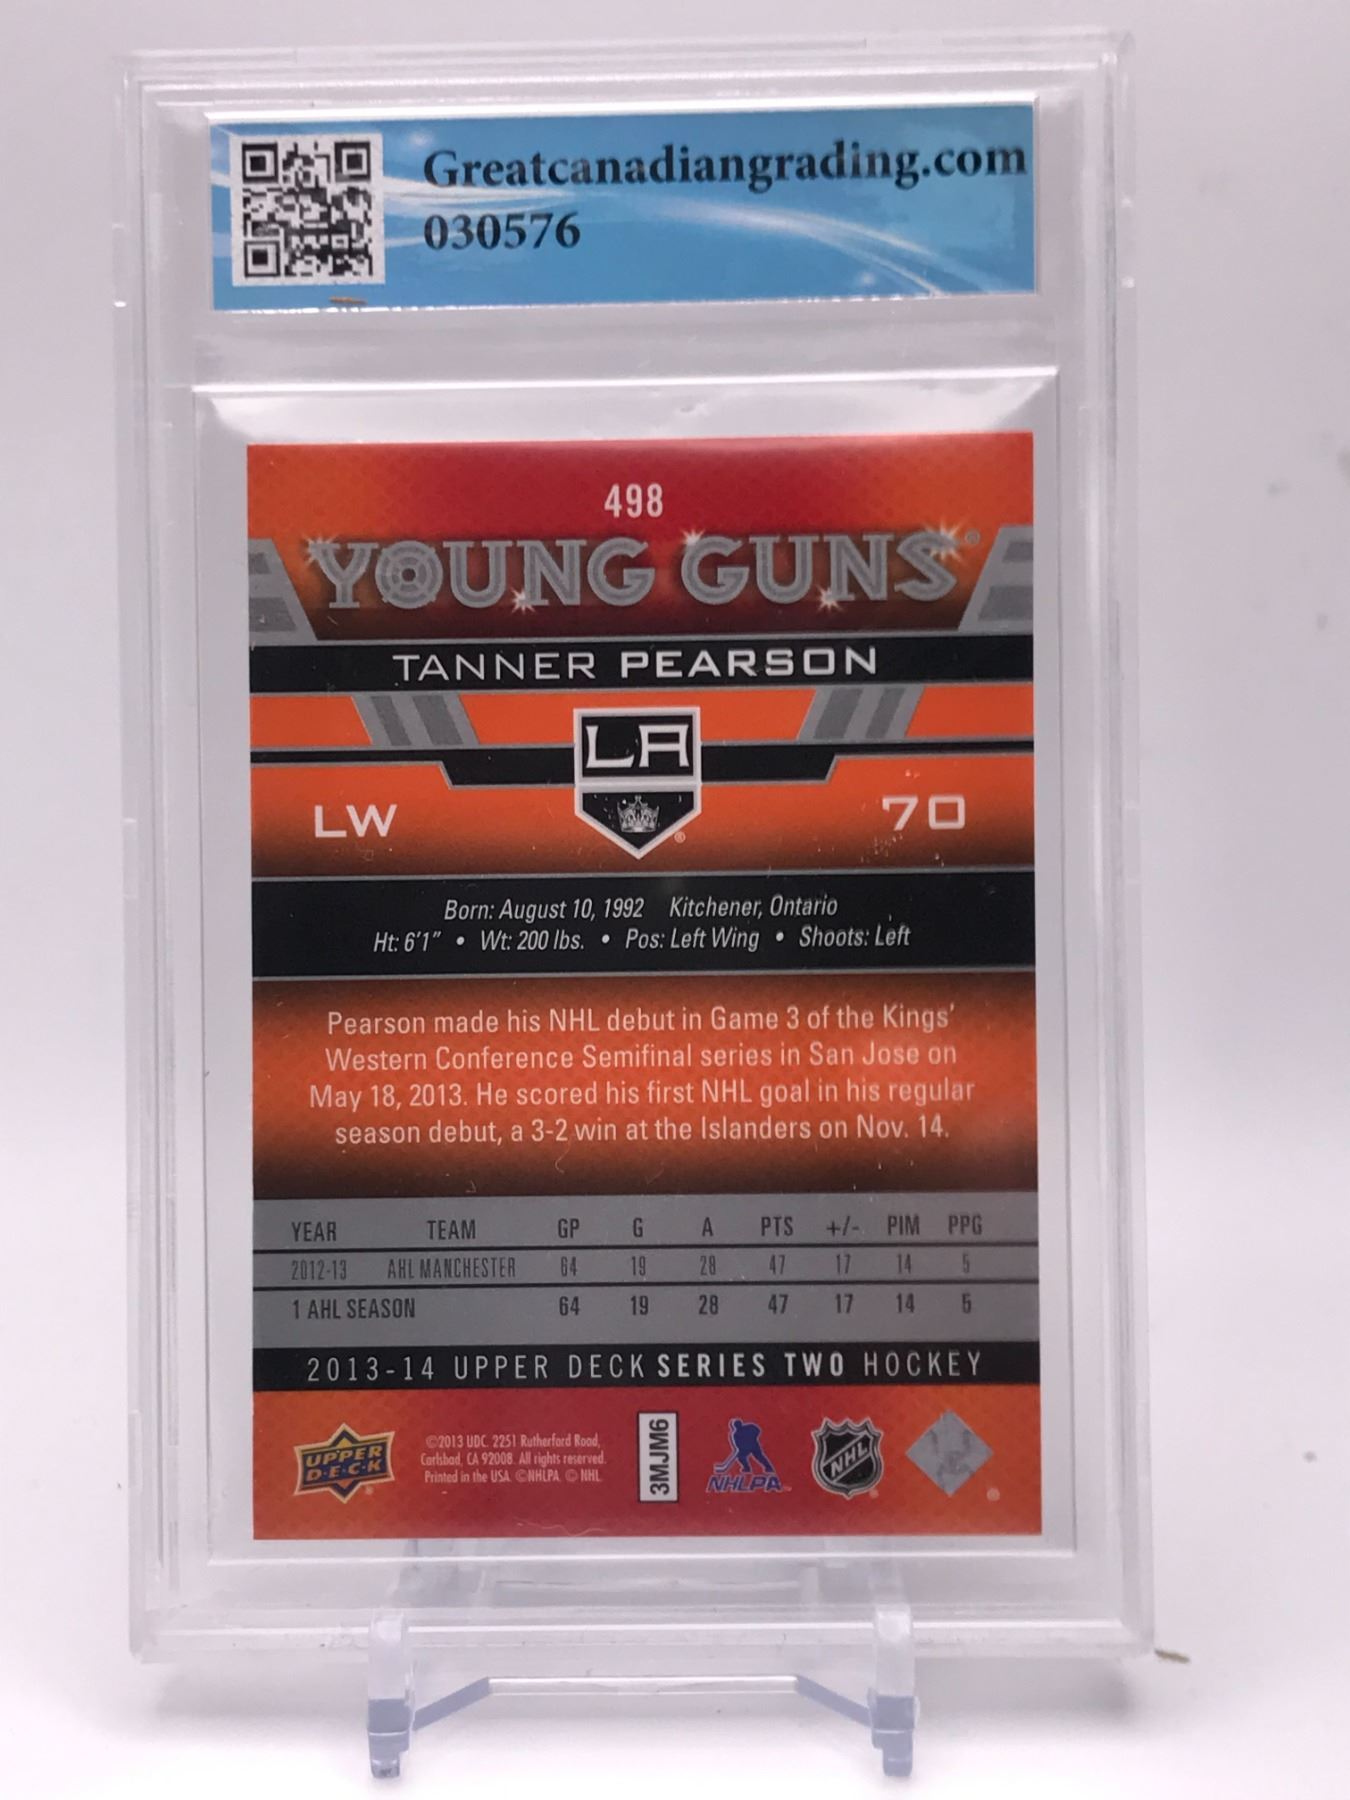 Greatcanadiangrading.com
030576
498
YOUNG GUNS®
TANNER PEARSON
LA
LW
70
Born: August 10, 1992 Kitchener, Ontario
Ht: 6'1" • Wt: 200 lbs. • Pos: Left Wing • Shoots: Left
Pearson made his NHL debut in Game 3 of the Kings'
Western Conference Semifinal series in San Jose on
May 18, 2013. He scored his first NHL goal in his regular
season debut, a 3-2 win at the Islanders on Nov. 14.
YEAR TEAM GP G A PTS +/- PIM PPG
2012-13 AHL MANCHESTER 64 19 28 47 17 14 5
1 AHL SEASON 64 19 28 47 17 14 5
2013-14 UPPER DECK SERIES TWO HOCKEY
UPPER
D·E·C·K
©2013 UDC. 2251 Rutherford Road,
Carlsbad, CA 92008. All rights reserved.
Printed in the USA. ©NHLPA. © NHL.
3MJM6
NHLPA
NHL